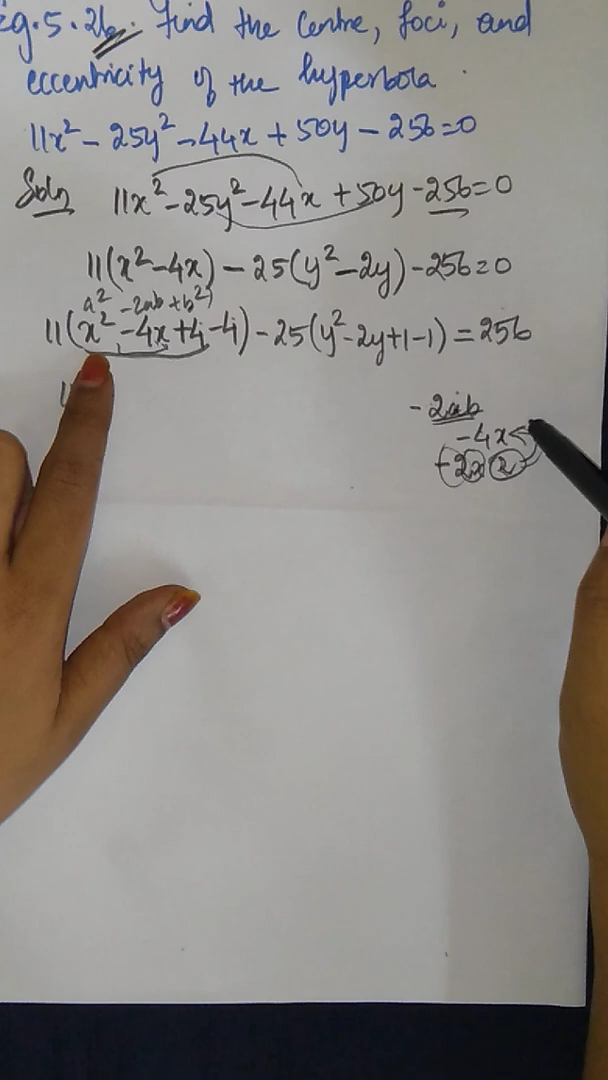 Eg.5.26. Find the Centre, foci, and
eccentricity of the hyperbola.
11x² - 25y² - 44x + 50y - 256 = 0
Soln 11x² - 25y² - 44x + 50y - 256 = 0
11(x² - 4x) - 25(y² - 2y) - 256 = 0
a² - 2ab + b²)
11(x² - 4x + 4 - 4) - 25(y² - 2y + 1 - 1) = 256
11
- 2ab
- 4x
- 2x 2